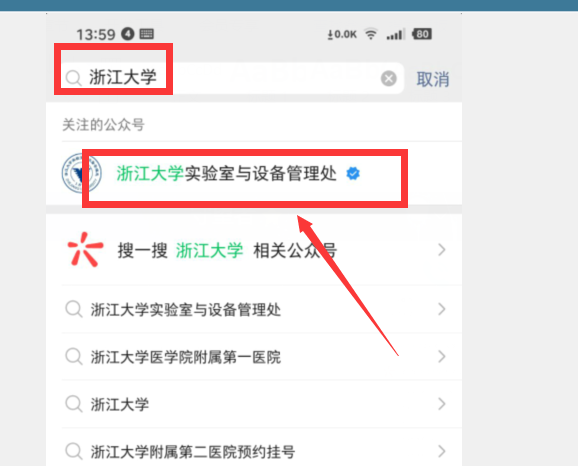 13:59 4 0.0K 80
浙江大学 取消
关注的公众号
浙江大学实验室与设备管理处
搜一搜 浙江大学 相关公众号
浙江大学实验室与设备管理处
浙江大学医学院附属第一医院
浙江大学
浙江大学附属第二医院预约挂号